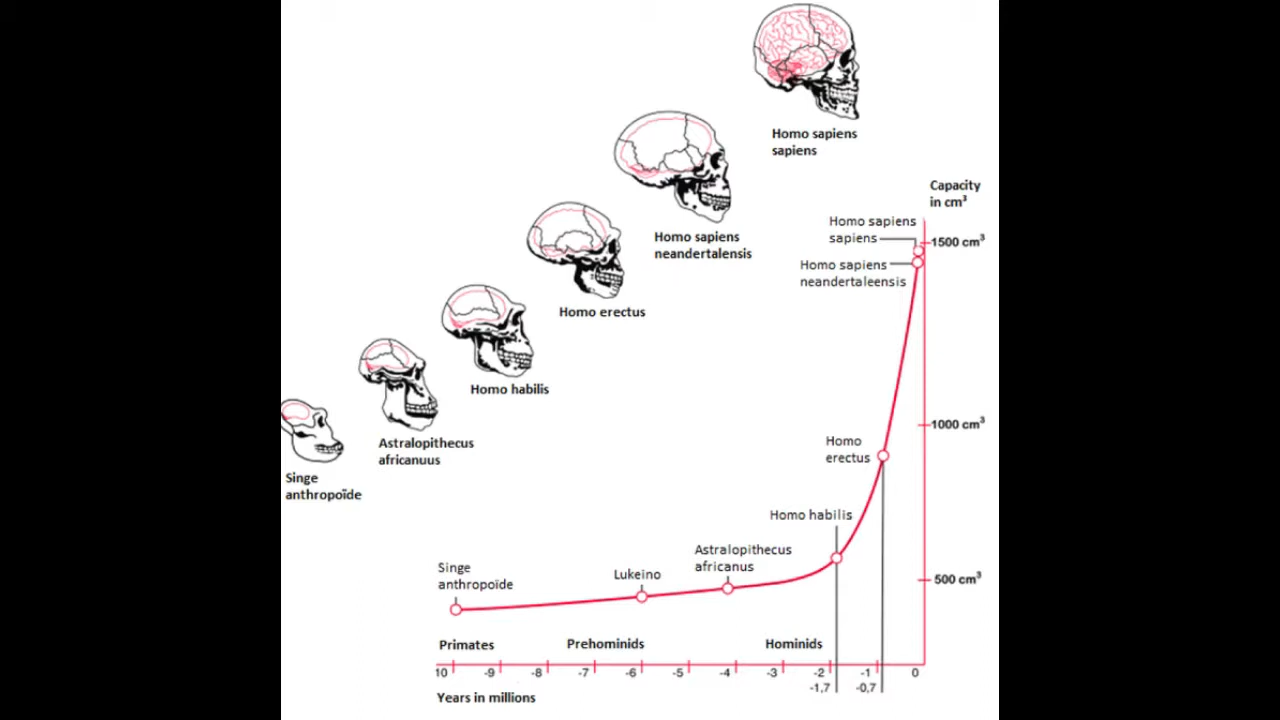 Homo sapiens
sapiens
Homo sapiens
neandertalensis
Homo erectus
Homo habilis
Astralopithecus
africanuus
Singe
anthropoïde
Capacity
in cm³
Homo sapiens
sapiens
1500 cm³
Homo sapiens
neandertaleensis
1000 cm³
Homo
erectus
Homo habilis
Astralopithecus
africanus
Lukeino
Singe
anthropoïde
500 cm³
Primates
Prehominids
Hominids
10 -9 -8 -7 -6 -5 -4 -3 -2 -1 0
-1,7 -0,7
Years in millions